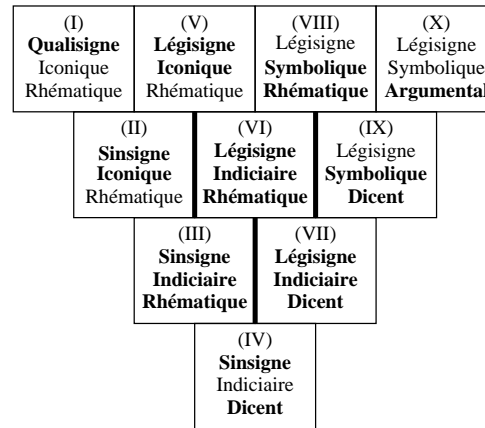 (I)
Qualisigne
Iconique
Rhématique
(V)
Légisigne
Iconique
Rhématique
(VIII)
Légisigne
Symbolique
Rhématique
(X)
Légisigne
Symbolique
Argumental
(II)
Sinsigne
Iconique
Rhématique
(VI)
Légisigne
Indiciaire
Rhématique
(IX)
Légisigne
Symbolique
Dicent
(III)
Sinsigne
Indiciaire
Rhématique
(VII)
Légisigne
Indiciaire
Dicent
(IV)
Sinsigne
Indiciaire
Dicent